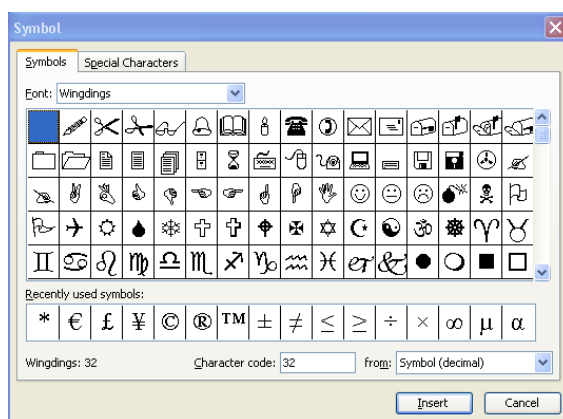 Symbol
Symbols Special Characters
Font: Wingdings
Recently used symbols:
* € £ ¥ © ® ™ ± ≠ ≤ ≥ ÷ × ∞ µ α
Wingdings: 32 Character code: 32 from: Symbol (decimal)
Insert Cancel